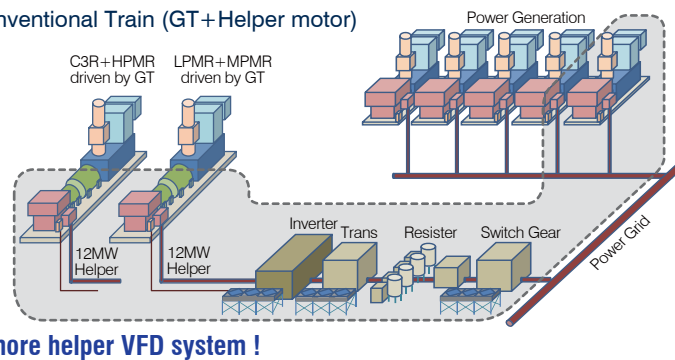 nventional Train (GT+Helper motor)
Power Generation
C3R+HPMR
driven by GT
LPMR+MPMR
driven by GT
Inverter
Trans
Resister
Switch Gear
12MW
Helper
12MW
Helper
Power Grid
more helper VFD system !